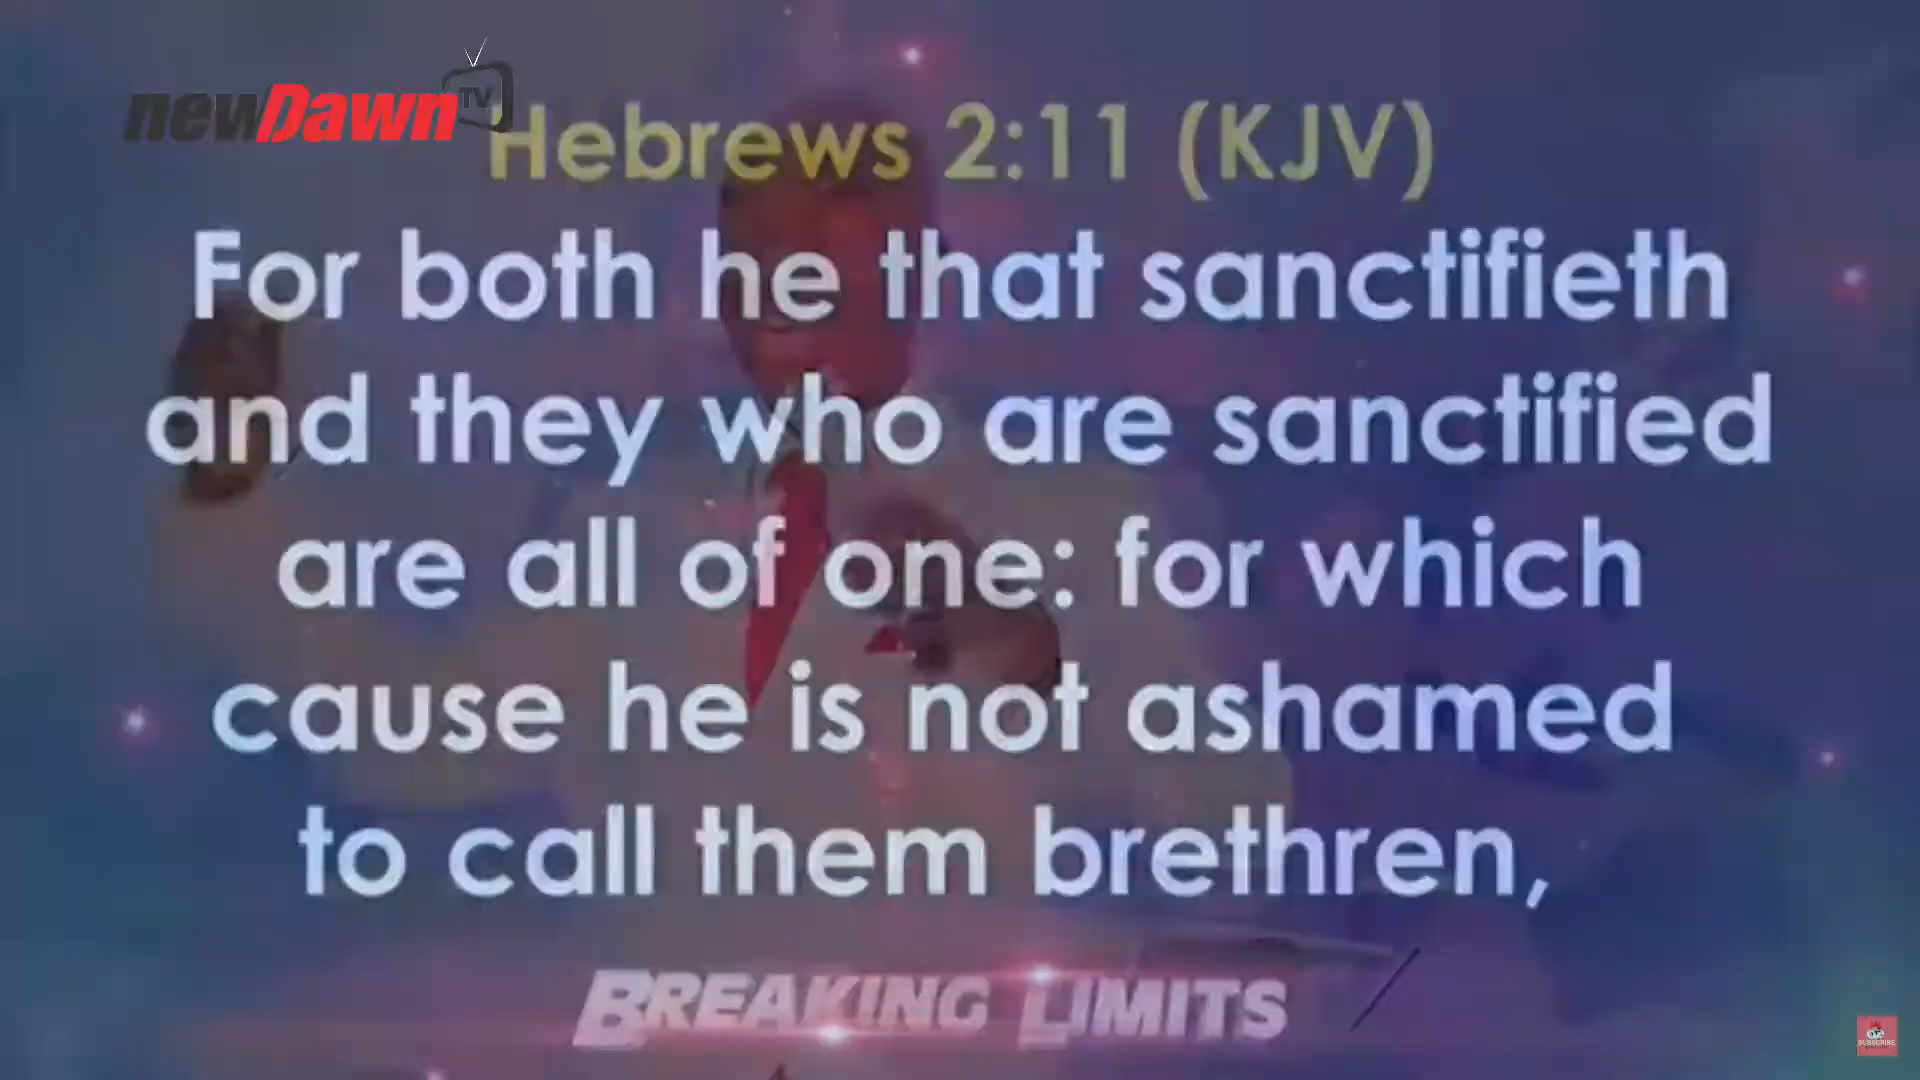 newDawn TV
Hebrews 2:11 (KJV)
For both he that sanctifieth
and they who are sanctified
are all of one: for which
cause he is not ashamed
to call them brethren,
BREAKING LIMITS
SUBSCRIBE